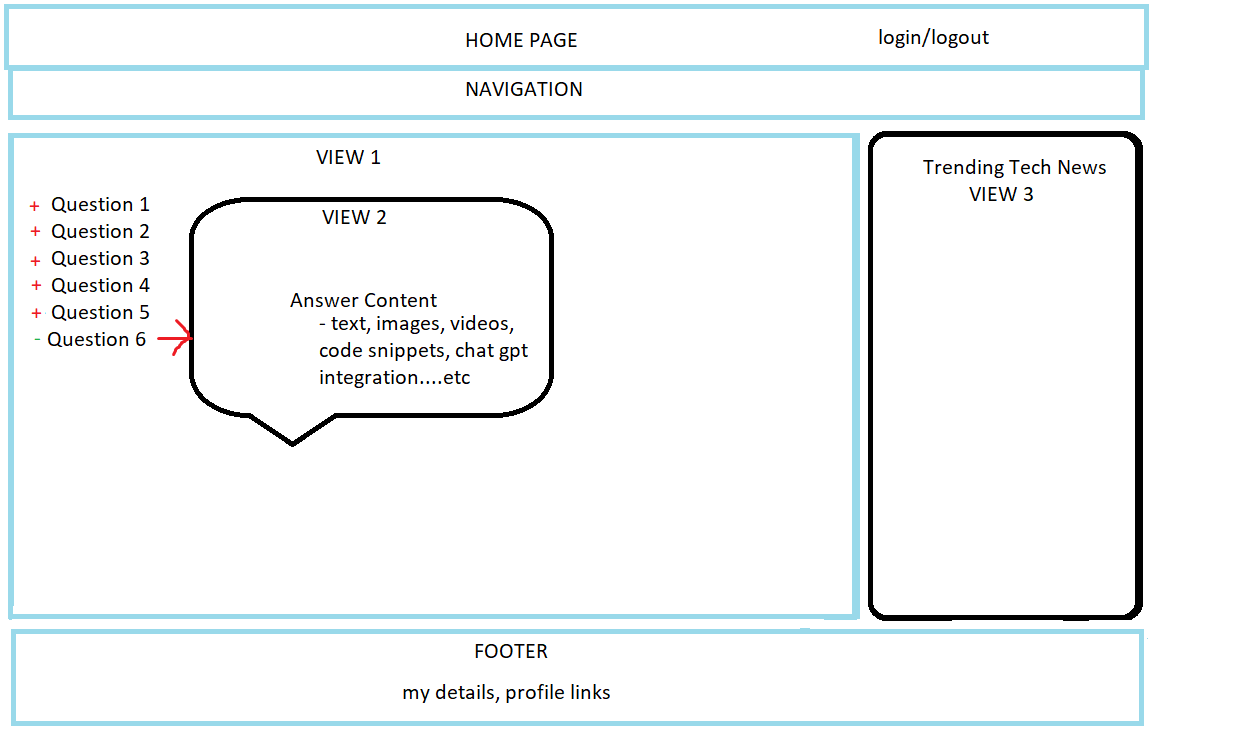 HOME PAGE
login/logout
NAVIGATION
VIEW 1
+ Question 1
+ Question 2
+ Question 3
+ Question 4
+ Question 5
- Question 6
VIEW 2
Answer Content
- text, images, videos,
code snippets, chat gpt
integration....etc
Trending Tech News
VIEW 3
FOOTER
my details, profile links